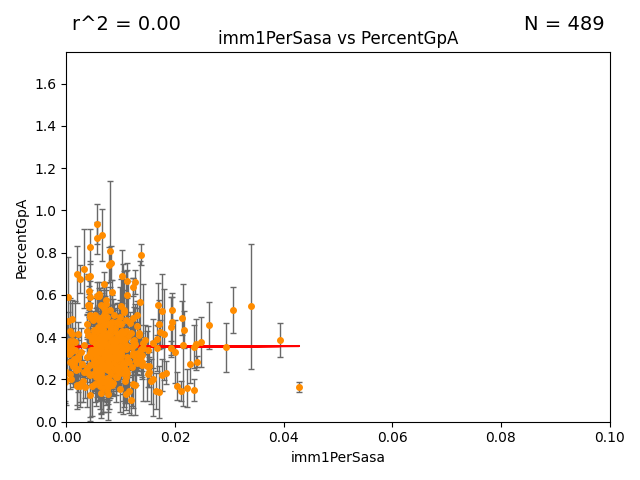 r^2 = 0.00
N = 489
imm1PerSasa vs PercentGpA
PercentGpA
1.6
1.4
1.2
1.0
0.8
0.6
0.4
0.2
0.0
0.00 0.02 0.04 0.06 0.08 0.10
imm1PerSasa